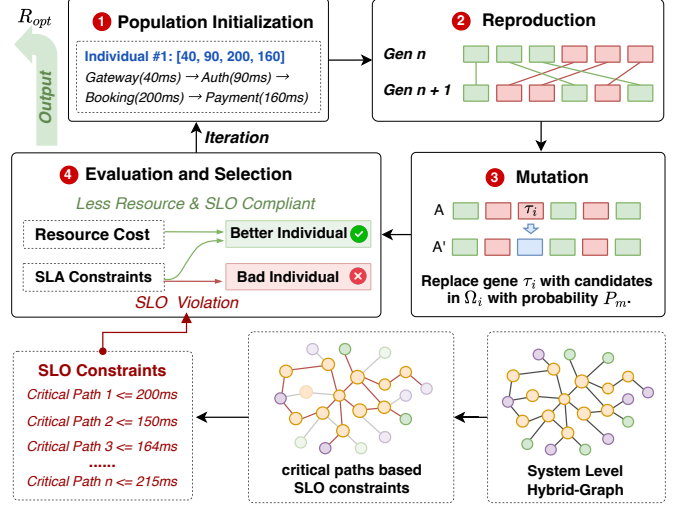 R_opt
Output
1 Population Initialization
Individual #1: [40, 90, 200, 160]
Gateway(40ms) → Auth(90ms) →
Booking(200ms) → Payment(160ms)
2 Reproduction
Gen n
Gen n + 1
Iteration
4 Evaluation and Selection
Less Resource & SLO Compliant
Resource Cost
Better Individual
SLA Constraints
Bad Individual
SLO Violation
3 Mutation
A
τ_i
A'
Replace gene τ_i with candidates
in Ω_i with probability P_m.
SLO Constraints
Critical Path 1 <= 200ms
Critical Path 2 <= 150ms
Critical Path 3 <= 164ms
......
Critical Path n <= 215ms
critical paths based
SLO constraints
System Level
Hybrid-Graph